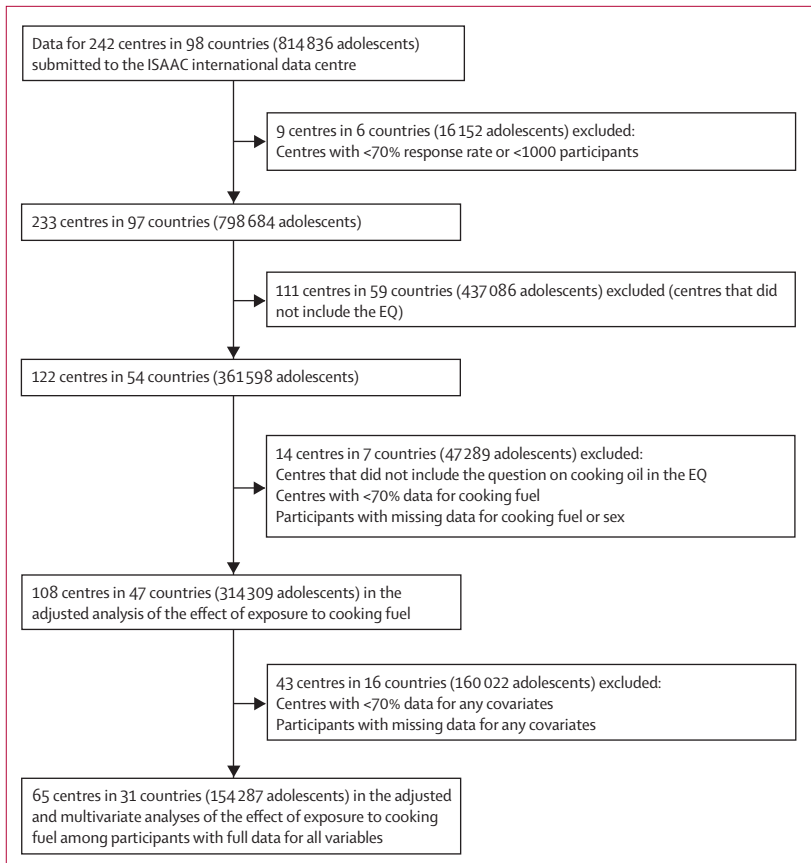 Data for 242 centres in 98 countries (814 836 adolescents)
submitted to the ISAAC international data centre
9 centres in 6 countries (16 152 adolescents) excluded:
Centres with <70% response rate or <1000 participants
233 centres in 97 countries (798 684 adolescents)
111 centres in 59 countries (437 086 adolescents) excluded (centres that did
not include the EQ)
122 centres in 54 countries (361 598 adolescents)
14 centres in 7 countries (47 289 adolescents) excluded:
Centres that did not include the question on cooking oil in the EQ
Centres with <70% data for cooking fuel
Participants with missing data for cooking fuel or sex
108 centres in 47 countries (314 309 adolescents) in the
adjusted analysis of the effect of exposure to cooking fuel
43 centres in 16 countries (160 022 adolescents) excluded:
Centres with <70% data for any covariates
Participants with missing data for any covariates
65 centres in 31 countries (154 287 adolescents) in the adjusted
and multivariate analyses of the effect of exposure to cooking
fuel among participants with full data for all variables